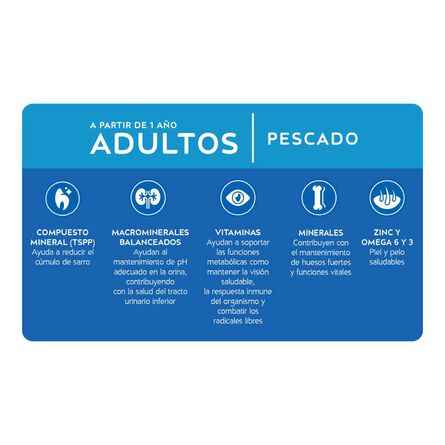 A PARTIR DE 1 AÑO
ADULTOS
PESCADO
COMPUESTO
MINERAL (TSPP)
Ayuda a reducir el
cúmulo de sarro
MACROMINERALES
BALANCEADOS
Ayudan al
mantenimiento de pH
adecuado en la orina,
contribuyendo
con la salud del tracto
urinario inferior
VITAMINAS
Ayudan a soportar
las funciones
metabólicas como
mantener la visión
saludable,
la respuesta inmune
del organismo y
combatir los
radicales libres
MINERALES
Contribuyen con
el mantenimiento
de huesos fuertes
y funciones vitales
ZINC Y
OMEGA 6 Y 3
Piel y pelo
saludables